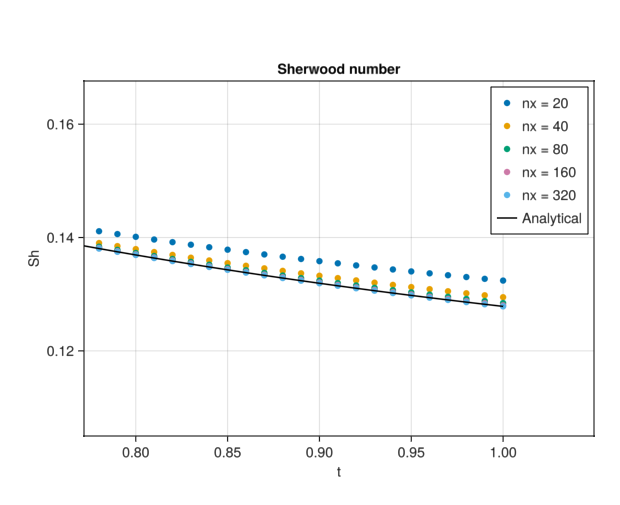 Sherwood number
nx = 20
nx = 40
nx = 80
nx = 160
nx = 320
Analytical
0.16
0.14
0.12
Sh
0.80 0.85 0.90 0.95 1.00
t